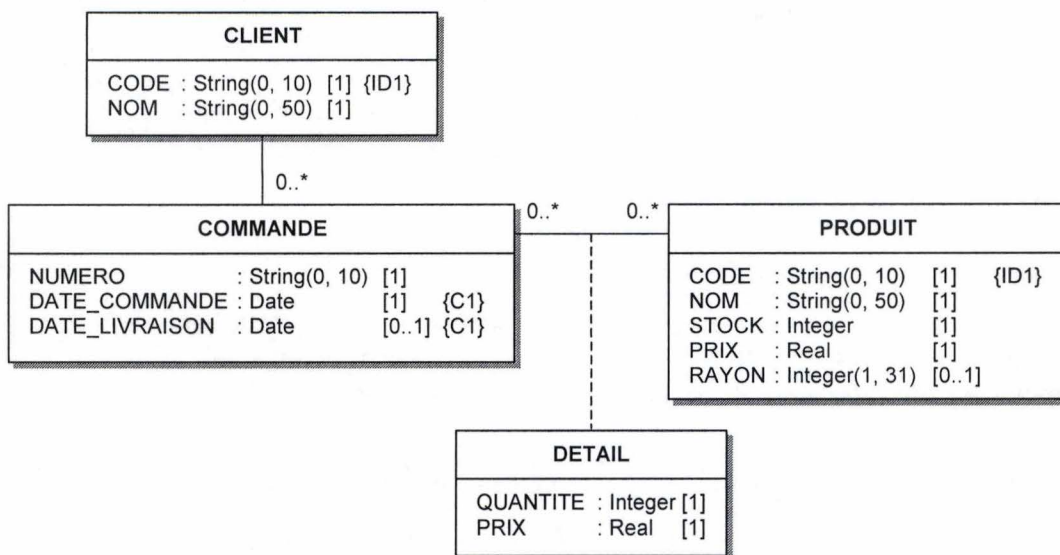 CLIENT
CODE : String(0, 10) [1] {ID1}
NOM : String(0, 50) [1]
0..*
0..* 0..*
COMMANDE
NUMERO : String(0, 10) [1]
DATE_COMMANDE : Date [1] {C1}
DATE_LIVRAISON : Date [0..1] {C1}
PRODUIT
CODE : String(0, 10) [1] {ID1}
NOM : String(0, 50) [1]
STOCK : Integer [1]
PRIX : Real [1]
RAYON : Integer(1, 31) [0..1]
DETAIL
QUANTITE : Integer [1]
PRIX : Real [1]